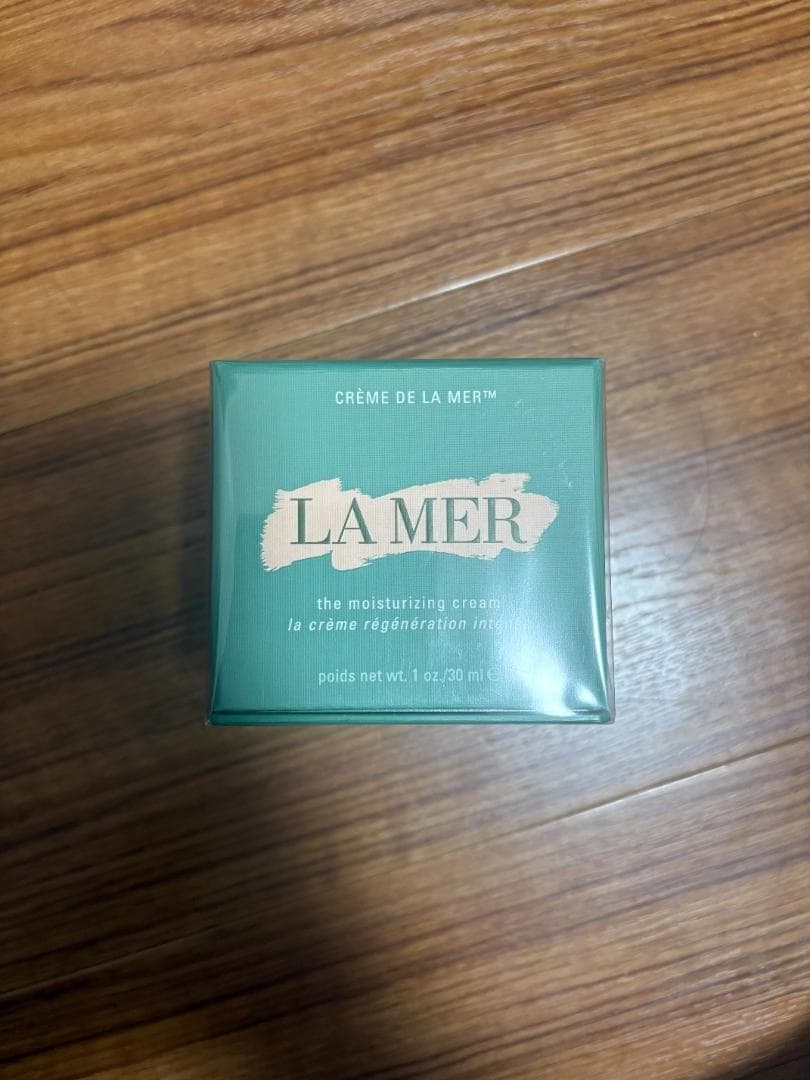 CRÈME DE LA MER™
LA MER
the moisturizing cream
la crème régénération
poids net wt. 1 oz./30 ml